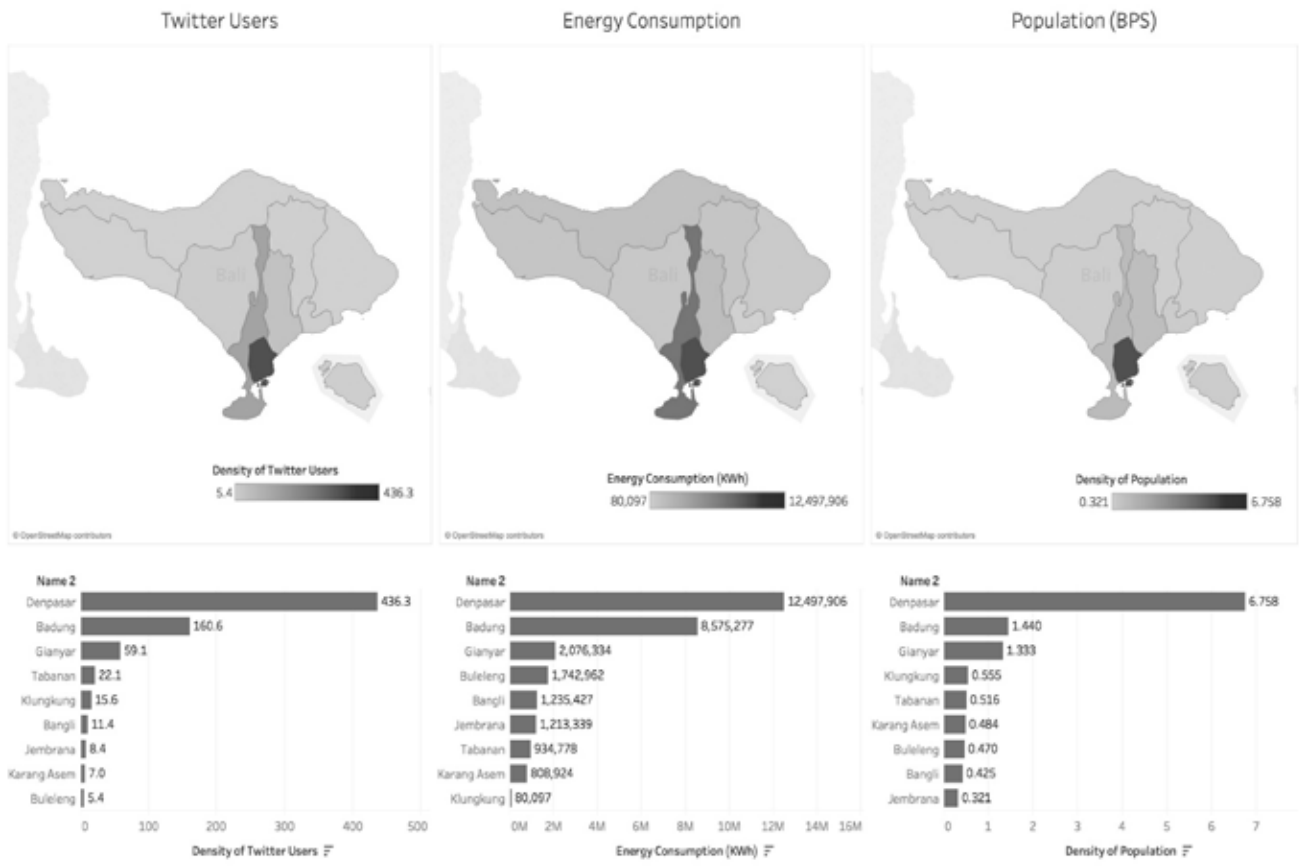 Twitter Users
Energy Consumption
Population (BPS)
Bali
Bali
Bali
Density of Twitter Users
5.4 436.3
Energy Consumption (KWh)
80,097 12,497,906
Density of Population
0.321 6.758
© OpenStreetMap contributors
© OpenStreetMap contributors
© OpenStreetMap contributors
Name 2
Denpasar 436.3
Badung 160.6
Gianyar 59.1
Tabanan 22.1
Klungkung 15.6
Bangli 11.4
Jembrana 8.4
Karang Asem 7.0
Buleleng 5.4
0 100 200 300 400 500
Density of Twitter Users
Name 2
Denpasar 12,497,906
Badung 8,575,277
Gianyar 2,076,334
Buleleng 1,742,962
Bangli 1,235,427
Jembrana 1,213,339
Tabanan 934,778
Karang Asem 808,924
Klungkung 80,097
0M 2M 4M 6M 8M 10M 12M 14M 16M
Energy Consumption (KWh)
Name 2
Denpasar 6.758
Badung 1.440
Gianyar 1.333
Klungkung 0.555
Tabanan 0.516
Karang Asem 0.484
Buleleng 0.470
Bangli 0.425
Jembrana 0.321
0 1 2 3 4 5 6 7
Density of Population